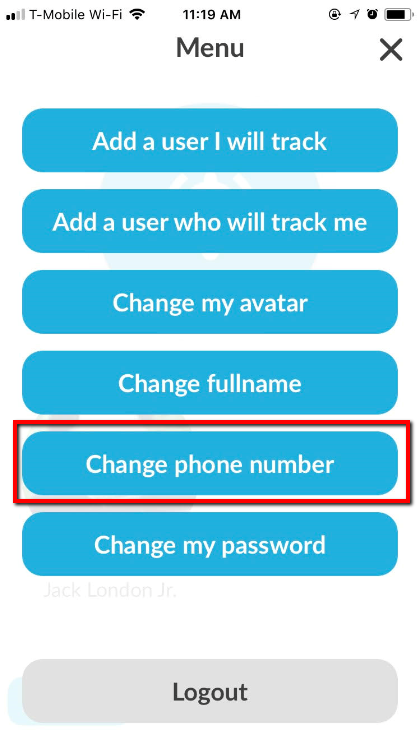 T-Mobile Wi-Fi 11:19 AM
Menu
Add a user I will track
Add a user who will track me
Change my avatar
Change fullname
Change phone number
Change my password
Jack London Jr.
Logout